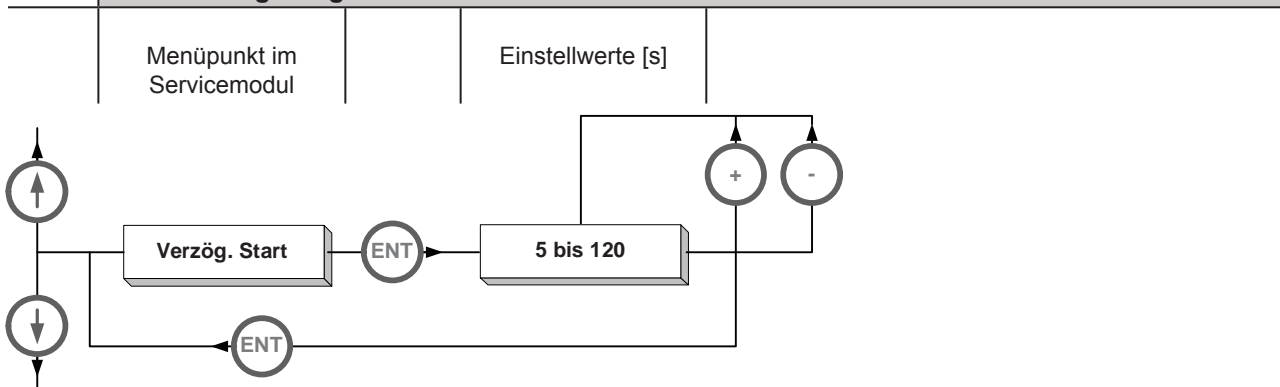 Menüpunkt im
Servicemodul
Einstellwerte [s]
+
-
Verzög. Start
ENT
5 bis 120
ENT